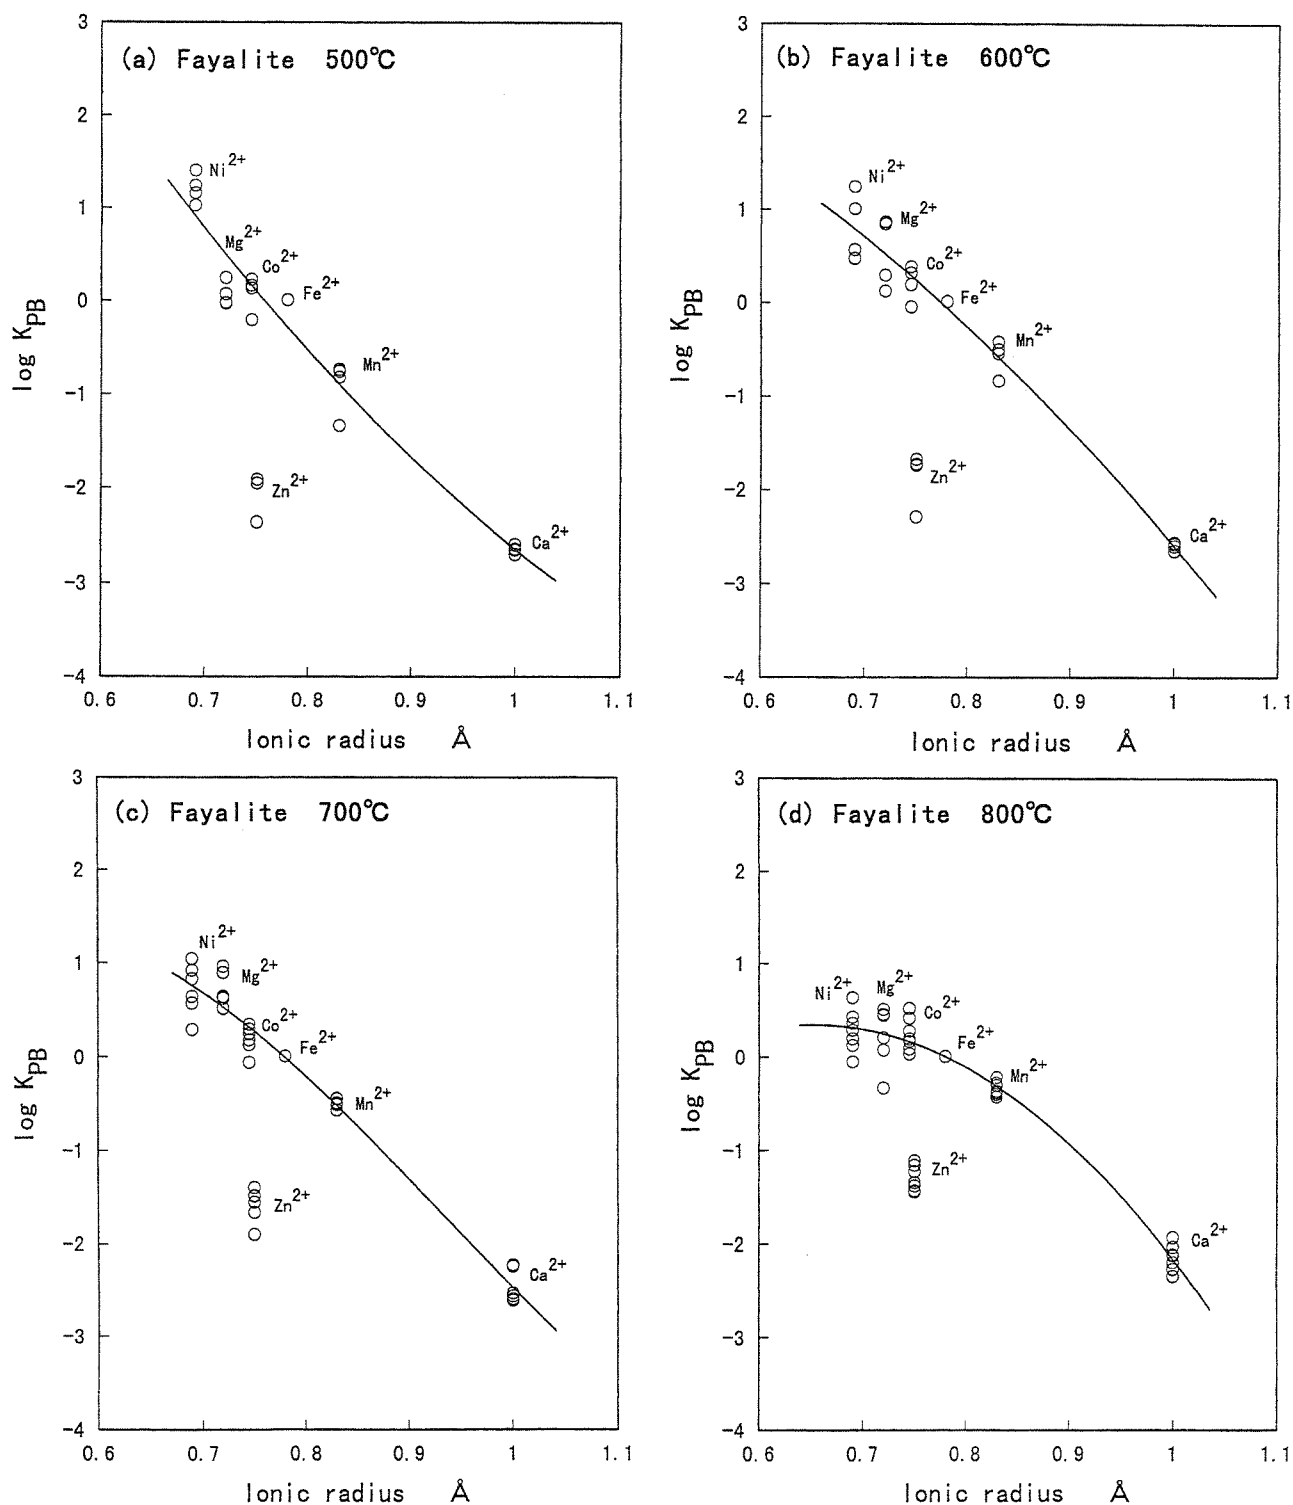 (a) Fayalite 500℃
3
2
1
0
-1
-2
-3
-4
log KPB
Ni2+
Mg2+
Co2+
Fe2+
Mn2+
Zn2+
Ca2+
0.6 0.7 0.8 0.9 1 1.1
Ionic radius Å
(b) Fayalite 600℃
3
2
1
0
-1
-2
-3
-4
log KPB
Ni2+
Mg2+
Co2+
Fe2+
Mn2+
Zn2+
Ca2+
0.6 0.7 0.8 0.9 1 1.1
Ionic radius Å
(c) Fayalite 700℃
3
2
1
0
-1
-2
-3
-4
log KPB
Ni2+
Mg2+
Co2+
Fe2+
Mn2+
Zn2+
Ca2+
0.6 0.7 0.8 0.9 1 1.1
Ionic radius Å
(d) Fayalite 800℃
3
2
1
0
-1
-2
-3
-4
log KPB
Ni2+
Mg2+
Co2+
Fe2+
Mn2+
Zn2+
Ca2+
0.6 0.7 0.8 0.9 1 1.1
Ionic radius Å